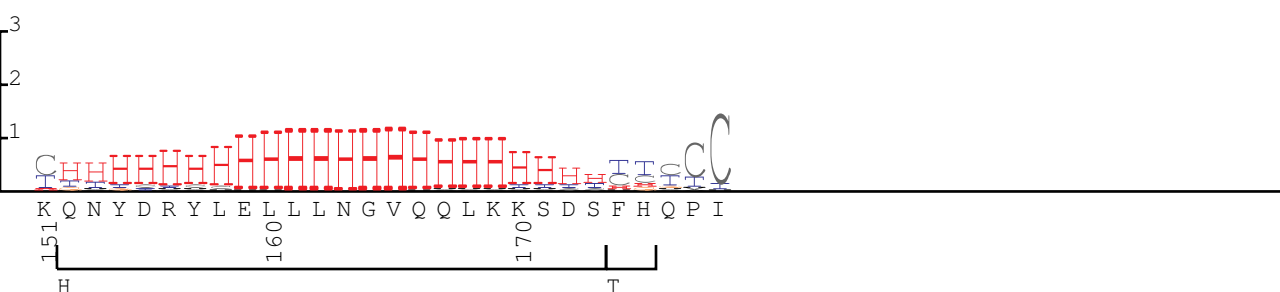 3
2
1
C H H H H H H H H H H H H H H H H H H H H H H T T C C C
K Q N Y D R Y L E L L L N G V Q Q L K K S D S F H Q P I
151 160 170
H T